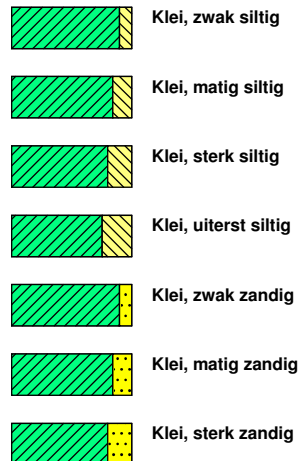 Klei, zwak siltig
Klei, matig siltig
Klei, sterk siltig
Klei, uiterst siltig
Klei, zwak zandig
Klei, matig zandig
Klei, sterk zandig